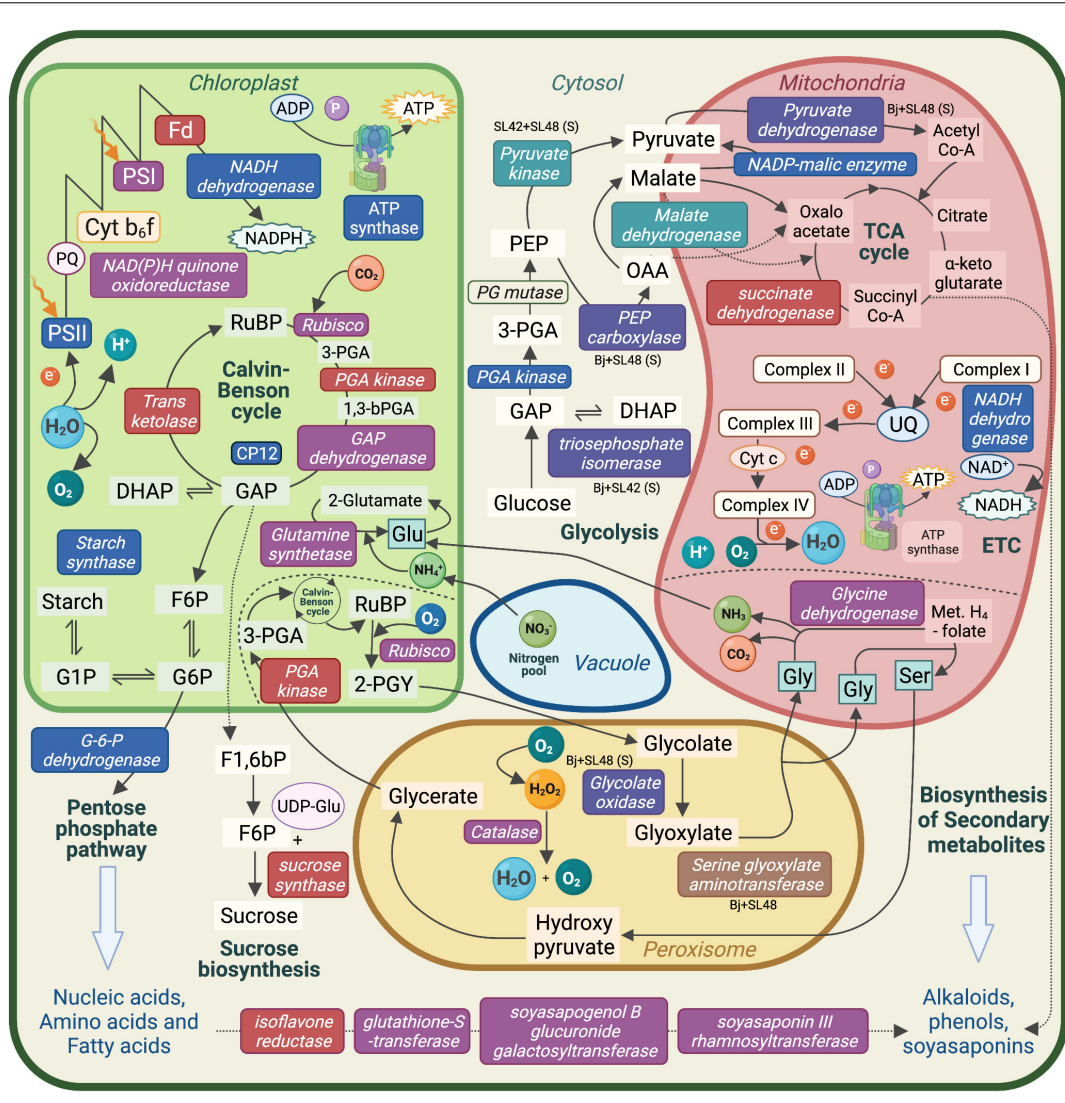 Chloroplast
Cytosol
Mitochondria
ADP
P
ATP
Fd
PSI
NADH
dehydrogenase
ATP
synthase
NADPH
Cyt b6f
PQ
NAD(P)H quinone
oxidoreductase
CO2
PSII
H+
e-
H2O
O2
RuBP
Rubisco
3-PGA
PGA kinase
1,3-bPGA
GAP
dehydrogenase
Calvin-
Benson
cycle
Trans
ketolase
CP12
DHAP
GAP
2-Glutamate
Glu
Glutamine
synthetase
NH4+
Starch
synthase
Starch
F6P
G1P
G6P
Calvin-
Benson
cycle
RuBP
O2
3-PGA
Rubisco
PGA
kinase
2-PGY
SL42+SL48 (S)
Pyruvate
kinase
Pyruvate
Malate
Malate
dehydrogenase
PEP
OAA
PG mutase
3-PGA
PEP
carboxylase
Bj+SL48 (S)
PGA kinase
GAP
DHAP
triosephosphate
isomerase
Bj+SL42 (S)
Glucose
Glycolysis
Pyruvate
dehydrogenase
Bj+SL48 (S)
Acetyl
Co-A
NADP-malic enzyme
Oxalo
acetate
TCA
cycle
Citrate
α-keto
glutarate
succinate
dehydrogenase
Succinyl
Co-A
Complex II
e-
Complex I
e-
NADH
dehydro
genase
Complex III
e-
UQ
Cyt c
e-
NAD+
P
ADP
ATP
NADH
Complex IV
e-
H+
O2
H2O
ATP
synthase
ETC
NH3
CO2
Glycine
dehydrogenase
Met. H4
- folate
Gly
Gly
Ser
NO3-
Nitrogen
pool
Vacuole
G-6-P
dehydrogenase
Pentose
phosphate
pathway
F1,6bP
UDP-Glu
F6P
+
sucrose
synthase
Sucrose
Sucrose
biosynthesis
Glycerate
O2
Bj+SL48 (S)
H2O2
Glycolate
Glycolate
oxidase
Catalase
Glyoxylate
H2O
+
O2
Serine glyoxylate
aminotransferase
Bj+SL48
Hydroxy
pyruvate
Peroxisome
Biosynthesis
of Secondary
metabolites
Nucleic acids,
Amino acids and
Fatty acids
isoflavone
reductase
glutathione-S
-transferase
soyasapogenol B
glucuronide
galactosyltransferase
soyasaponin III
rhamnosyltransferase
Alkaloids,
phenols,
soyasaponins